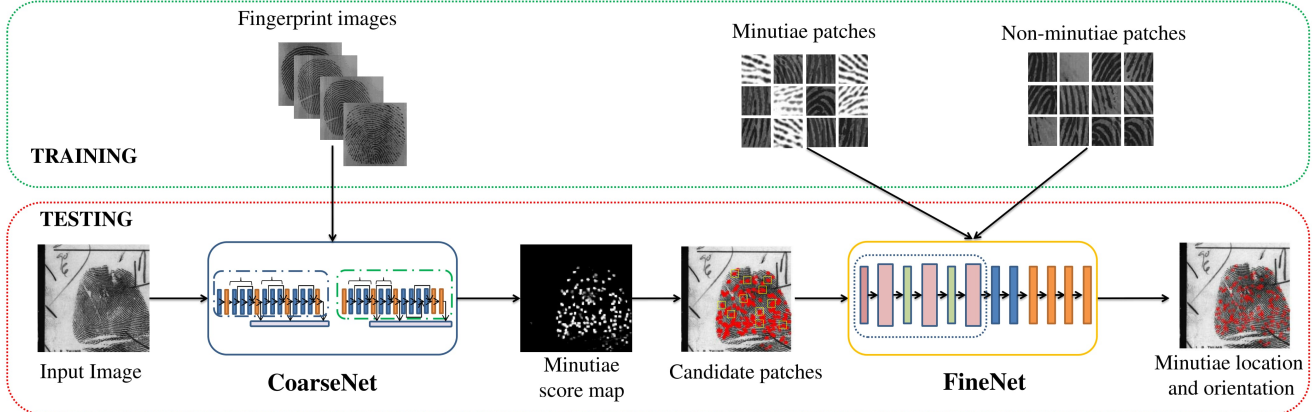 Fingerprint images
Minutiae patches
Non-minutiae patches
TRAINING
TESTING
Input Image
CoarseNet
Minutiae
score map
Candidate patches
FineNet
Minutiae location
and orientation